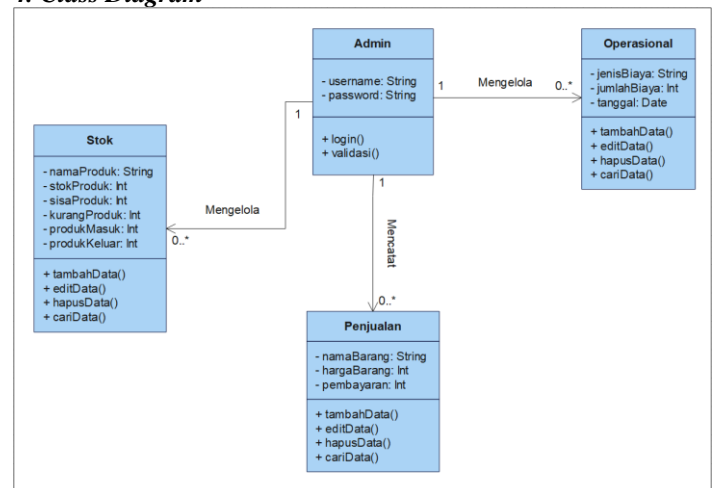 4. Class Diagram
Admin
- username: String
- password: String
+ login()
+ validasi()
Operasional
- jenisBiaya: String
- jumlahBiaya: Int
- tanggal: Date
+ tambahData()
+ editData()
+ hapusData()
+ cariData()
1
Mengelola
0..*
Stok
- namaProduk: String
- stokProduk: Int
- sisaProduk: Int
- kurangProduk: Int
- produkMasuk: Int
- produkKeluar: Int
+ tambahData()
+ editData()
+ hapusData()
+ cariData()
1
Mengelola
0..*
1
Mencatat
0..*
Penjualan
- namaBarang: String
- hargaBarang: Int
- pembayaran: Int
+ tambahData()
+ editData()
+ hapusData()
+ cariData()